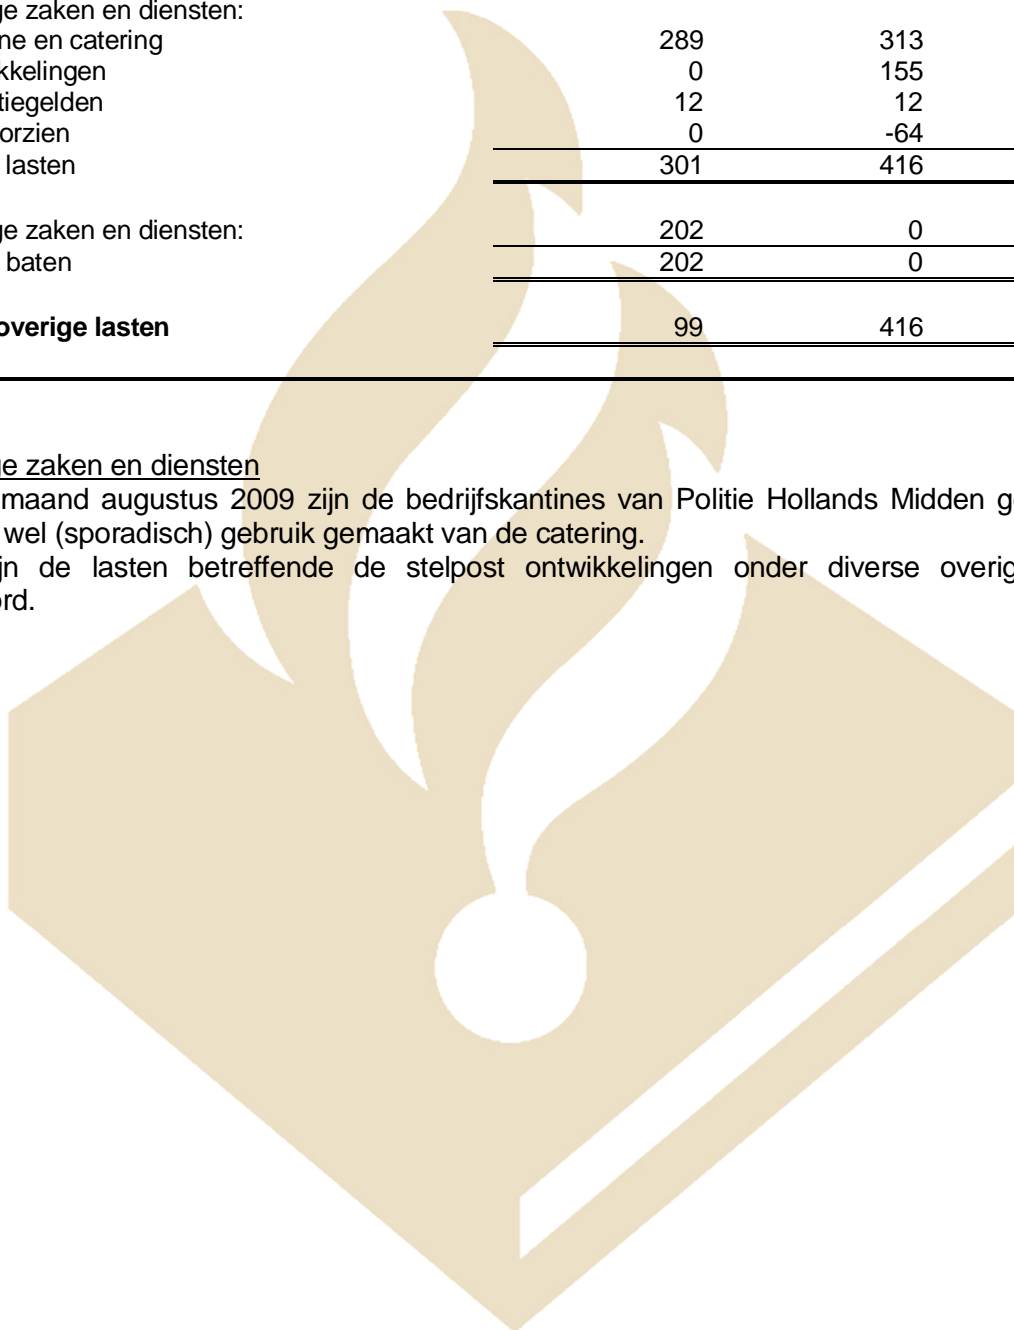 ge zaken en diensten:
ne en catering 289 313
kkelingen 0 155
tiegelden 12 12
orzien 0 -64
lasten 301 416
ge zaken en diensten: 202 0
baten 202 0
overige lasten 99 416
ge zaken en diensten
maand augustus 2009 zijn de bedrijfskantines van Politie Hollands Midden g
wel (sporadisch) gebruik gemaakt van de catering.
jn de lasten betreffende de stelpost ontwikkelingen onder diverse overig
ord.